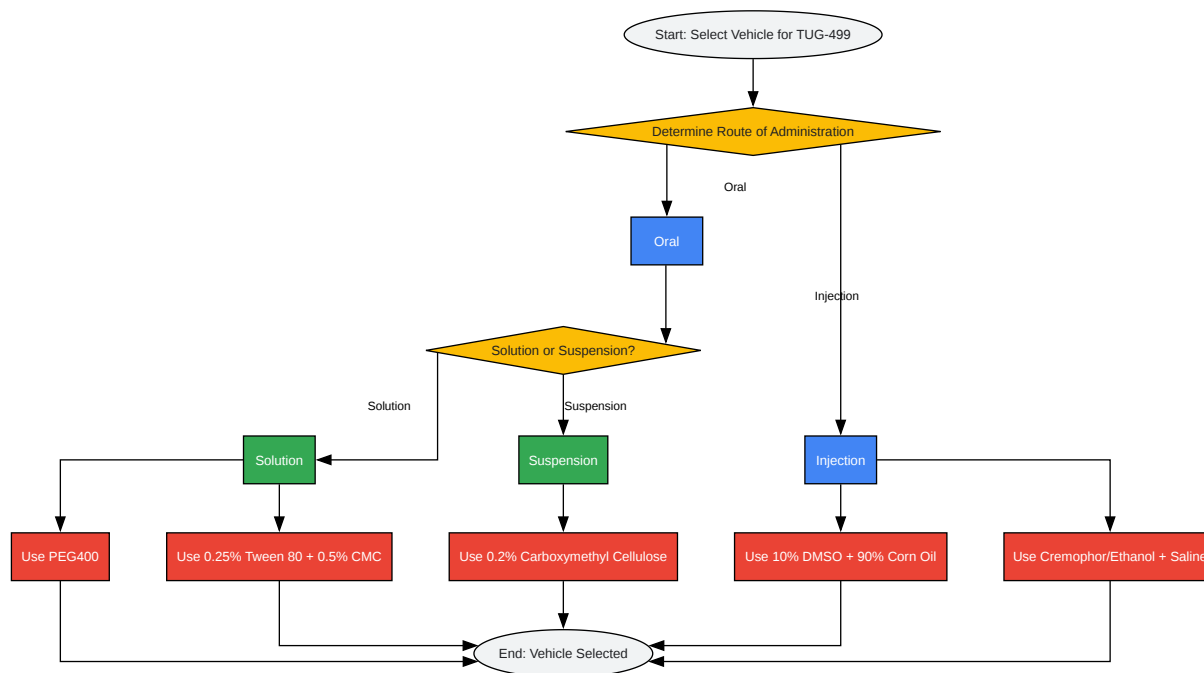 Start: Select Vehicle for TUG-499
Determine Route of Administration
Oral
Oral
Injection
Solution or Suspension?
Solution
Suspension
Solution
Suspension
Injection
Use PEG400
Use 0.25% Tween 80 + 0.5% CMC
Use 0.2% Carboxymethyl Cellulose
Use 10% DMSO + 90% Corn Oil
Use Cremophor/Ethanol + Saline
End: Vehicle Selected